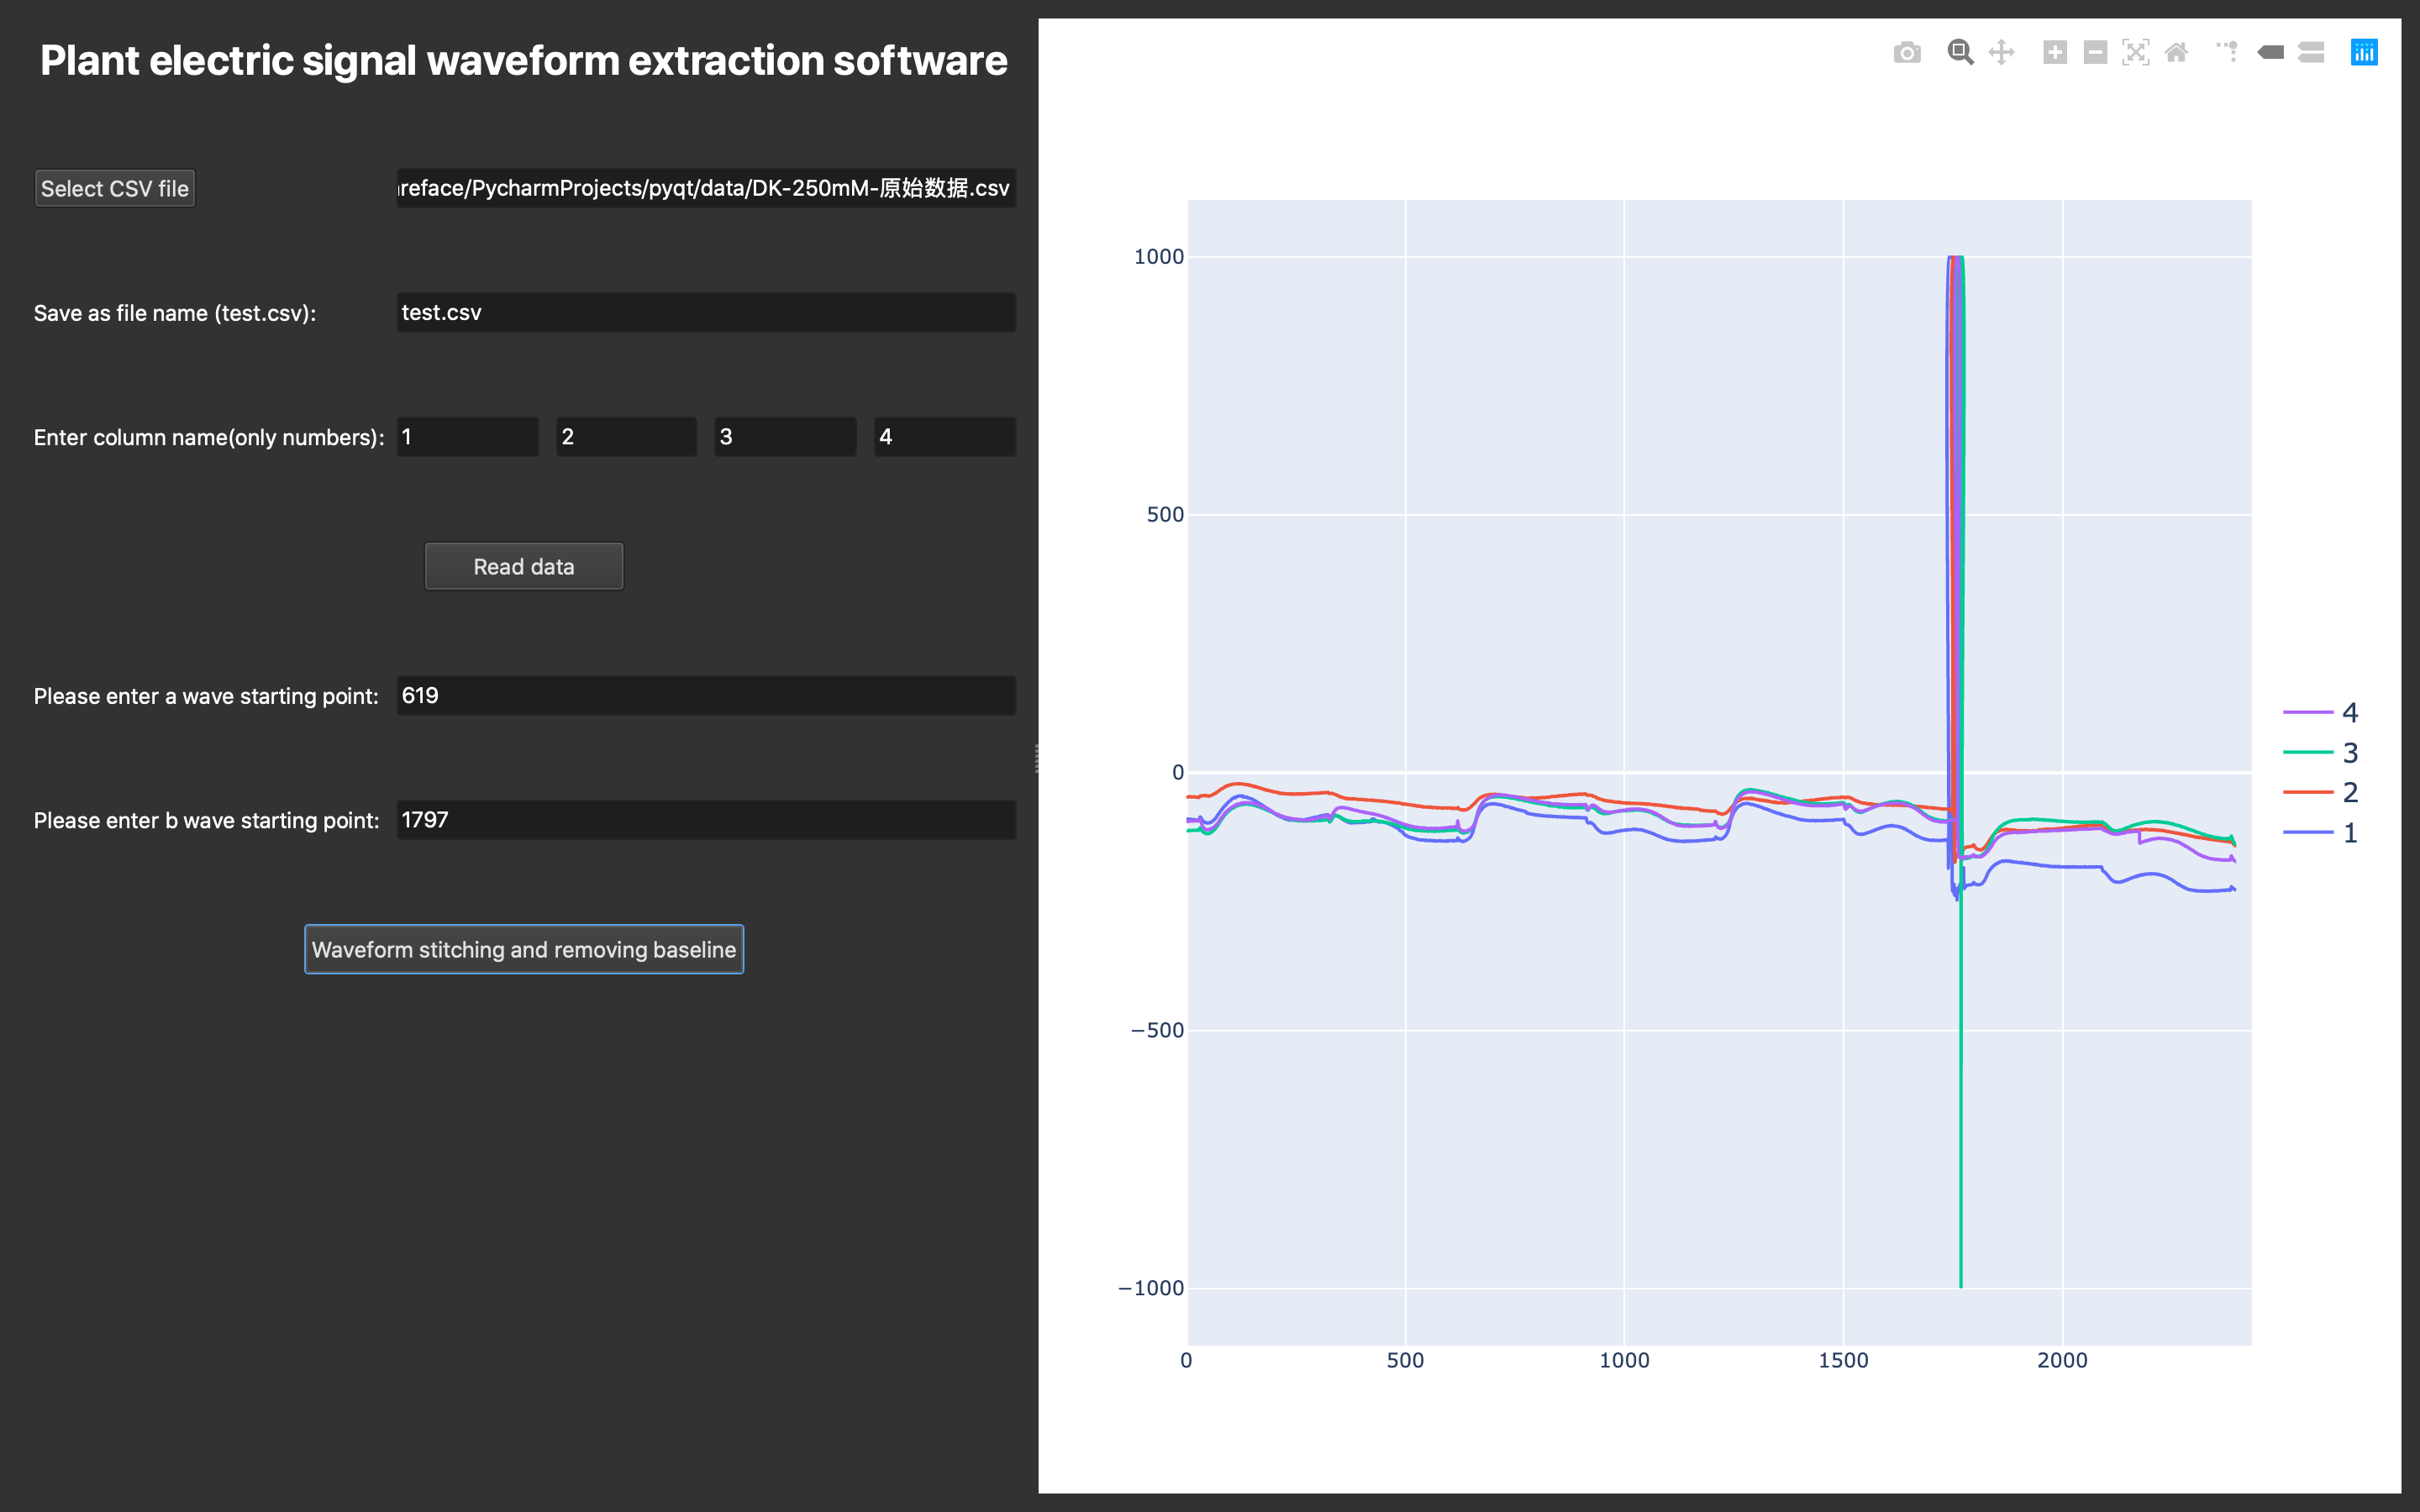 Plant electric signal waveform extraction software
Select CSV file
reface/PycharmProjects/pyqt/data/DK-250mM-原始数据.csv
Save as file name (test.csv):
test.csv
Enter column name(only numbers):
1
2
3
4
Read data
Please enter a wave starting point:
619
Please enter b wave starting point:
1797
Waveform stitching and removing baseline
1000
500
0
−500
−1000
0
500
1000
1500
2000
4
3
2
1